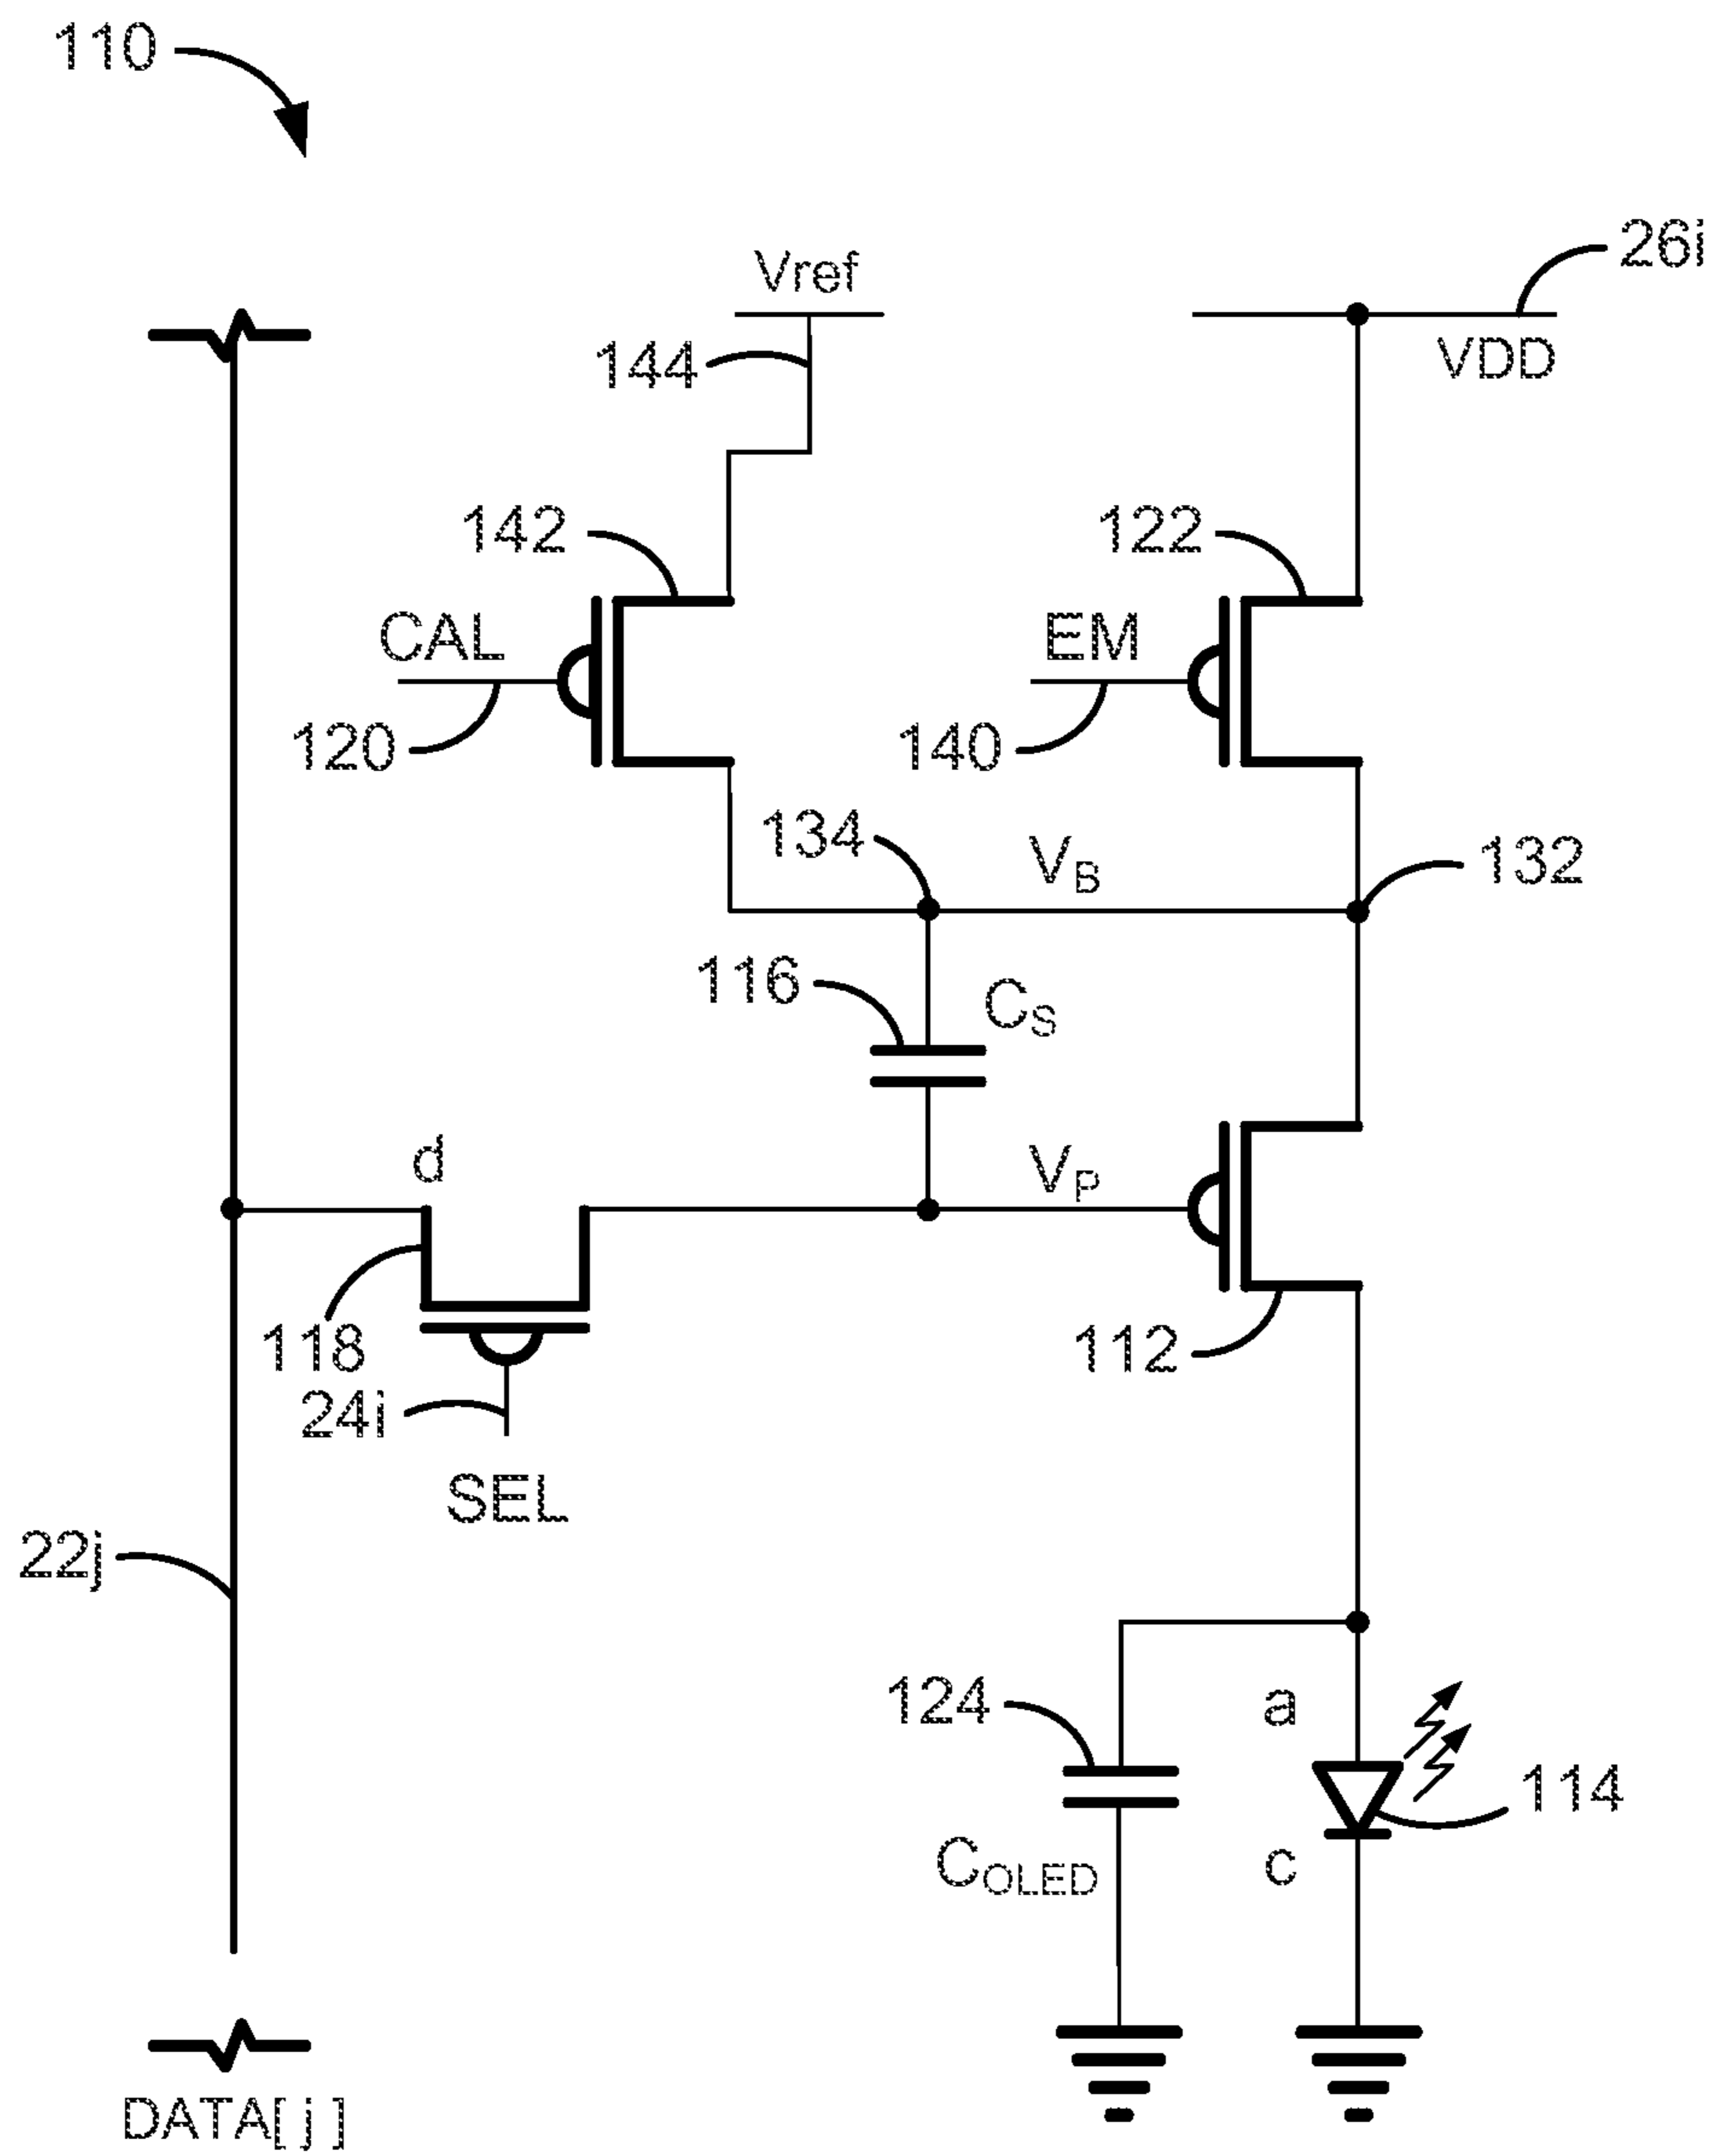 110
26i
Vref
VDD
144
142
122
CAL
EM
120
140
134
VB
132
116
CS
d
VP
118
112
24i
SEL
22j
124
a
114
COLED
c
DATA[ j ]